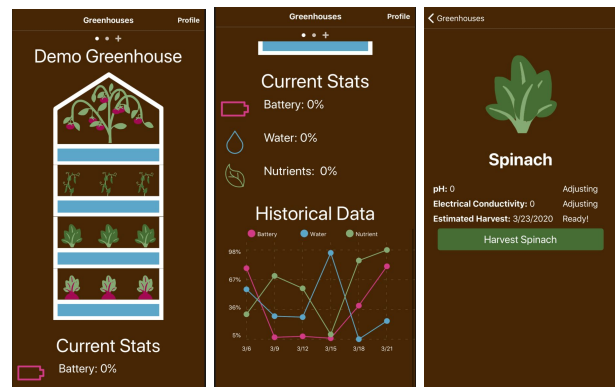 Greenhouses Profile
Demo Greenhouse
Current Stats
Battery: 0%
Greenhouses Profile
Current Stats
Battery: 0%
Water: 0%
Nutrients: 0%
Historical Data
Battery Water Nutrient
98%
67%
36%
5%
3/6 3/9 3/12 3/15 3/18 3/21
Greenhouses
Spinach
pH: 0 Adjusting
Electrical Conductivity: 0 Adjusting
Estimated Harvest: 3/23/2020 Ready!
Harvest Spinach